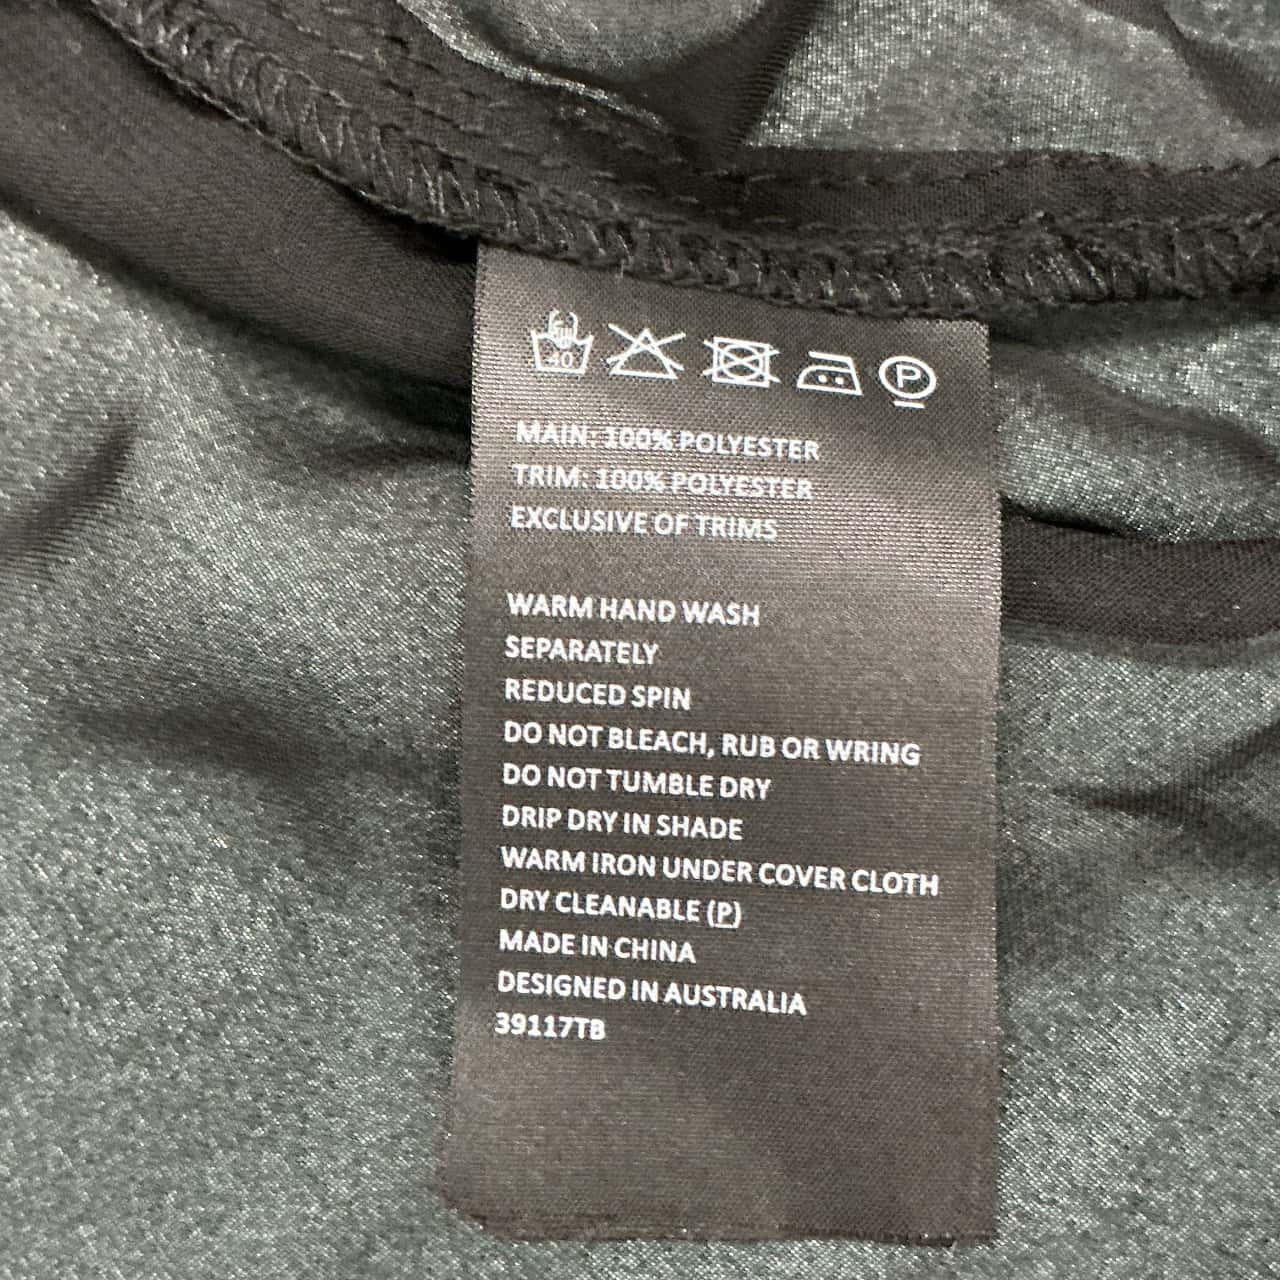 40 P
MAIN: 100% POLYESTER
TRIM: 100% POLYESTER
EXCLUSIVE OF TRIMS
WARM HAND WASH
SEPARATELY
REDUCED SPIN
DO NOT BLEACH, RUB OR WRING
DO NOT TUMBLE DRY
DRIP DRY IN SHADE
WARM IRON UNDER COVER CLOTH
DRY CLEANABLE (P)
MADE IN CHINA
DESIGNED IN AUSTRALIA
39117TB